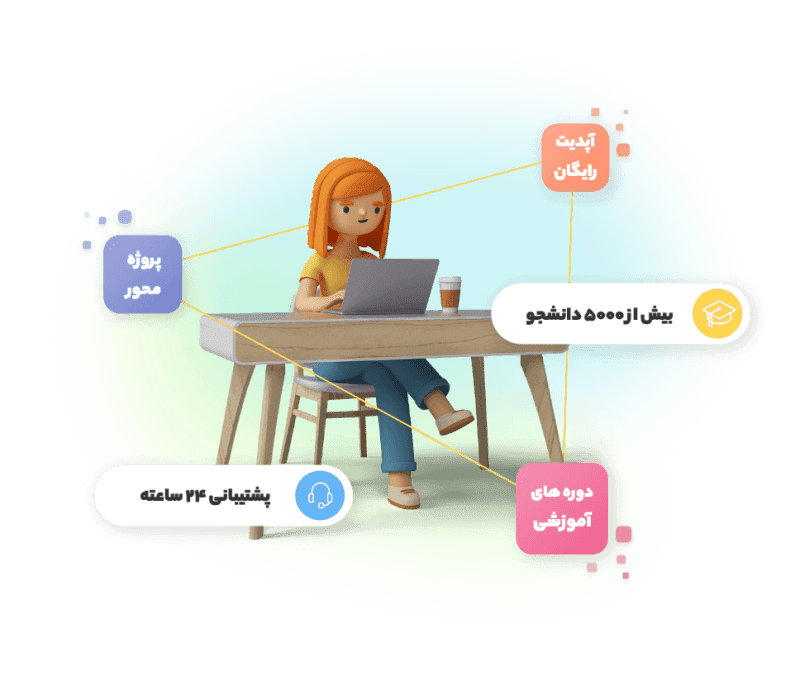 آپدیت
رایگان
پروژه
محور
بیش از ۵۰۰۰ دانشجو
پشتیبانی ۲۴ ساعته
دوره های
آموزشی